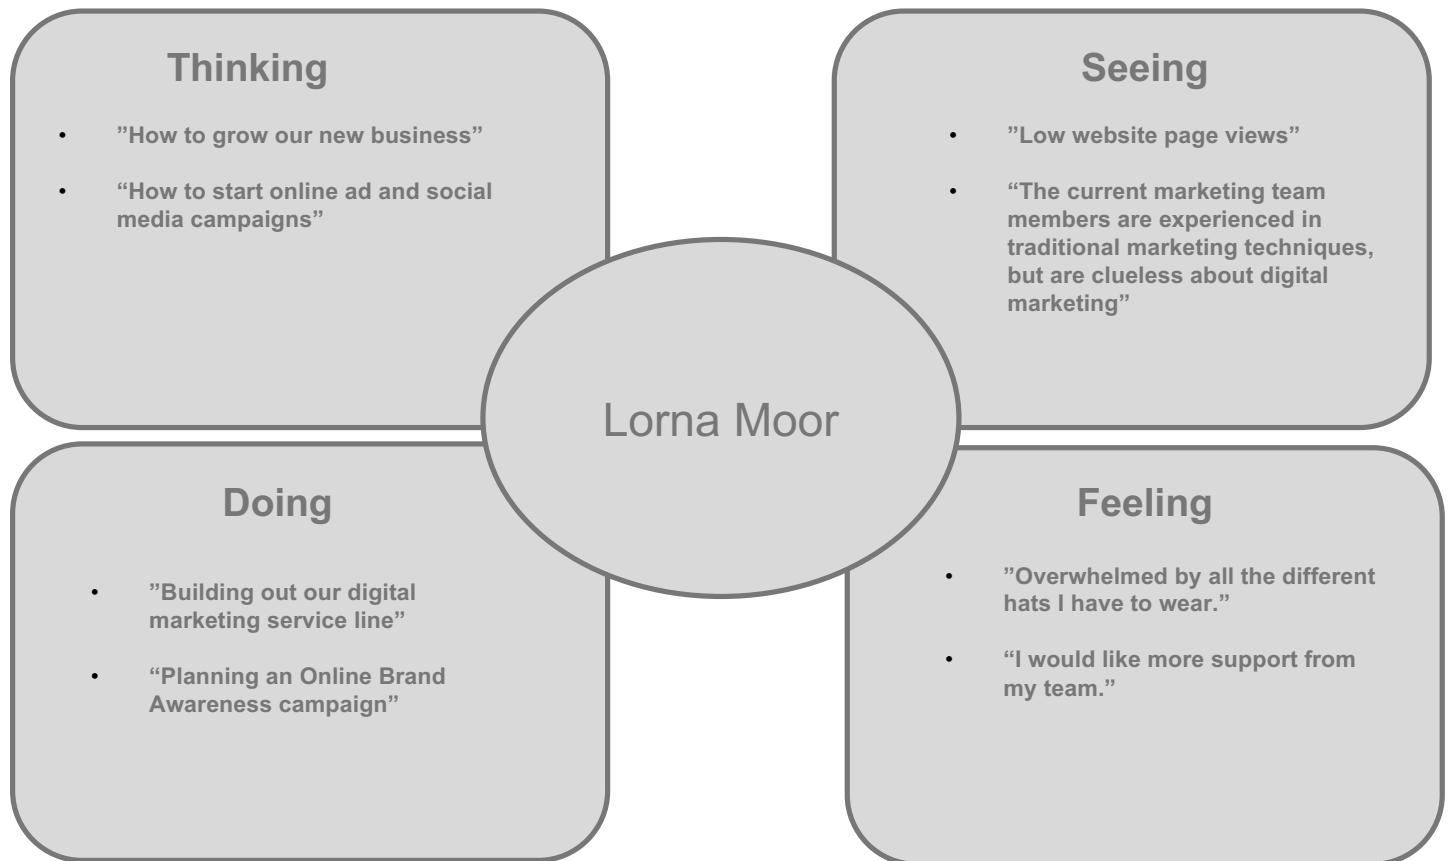 Thinking
• ”How to grow our new business”
• “How to start online ad and social
media campaigns”
Seeing
• ”Low website page views”
• “The current marketing team
members are experienced in
traditional marketing techniques,
but are clueless about digital
marketing”
Lorna Moor
Doing
• ”Building out our digital
marketing service line”
• “Planning an Online Brand
Awareness campaign”
Feeling
• ”Overwhelmed by all the different
hats I have to wear.”
• “I would like more support from
my team.”